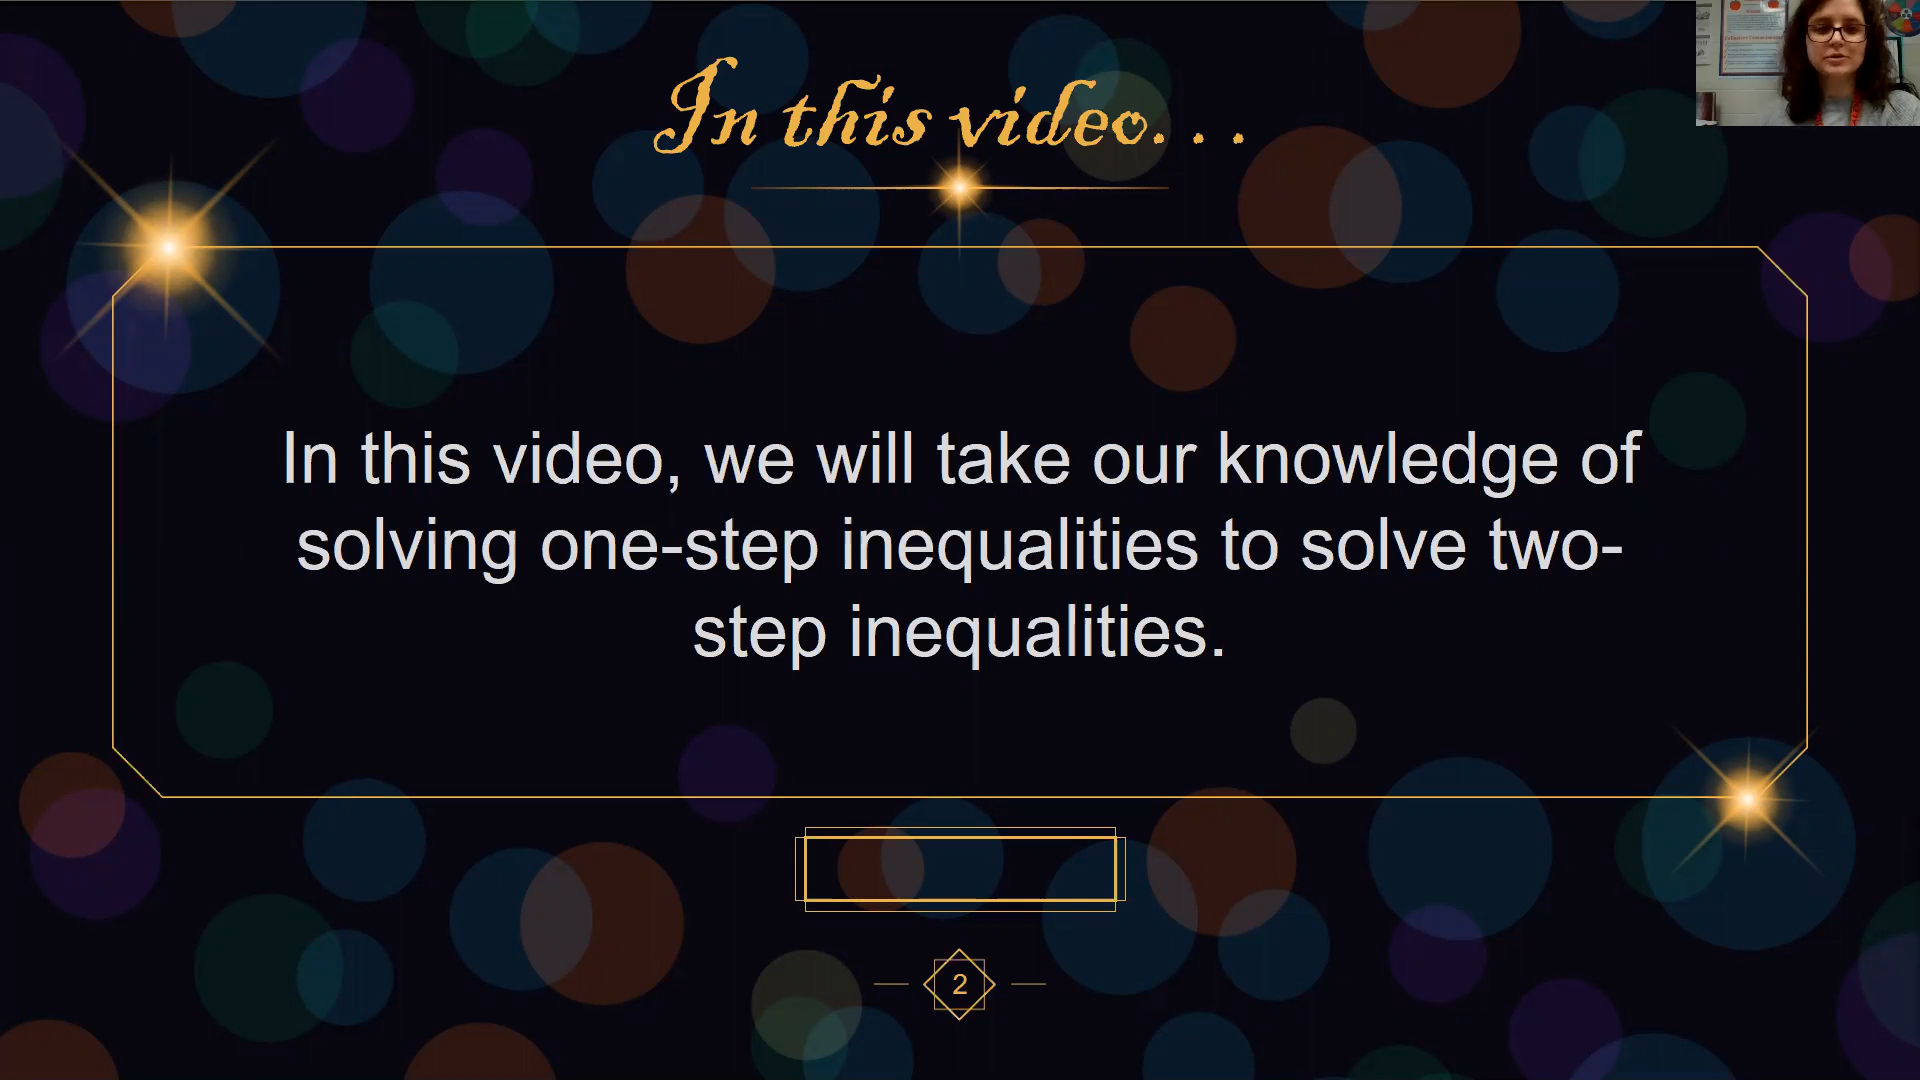 In this video. . .
In this video, we will take our knowledge of
solving one-step inequalities to solve two-
step inequalities.
2